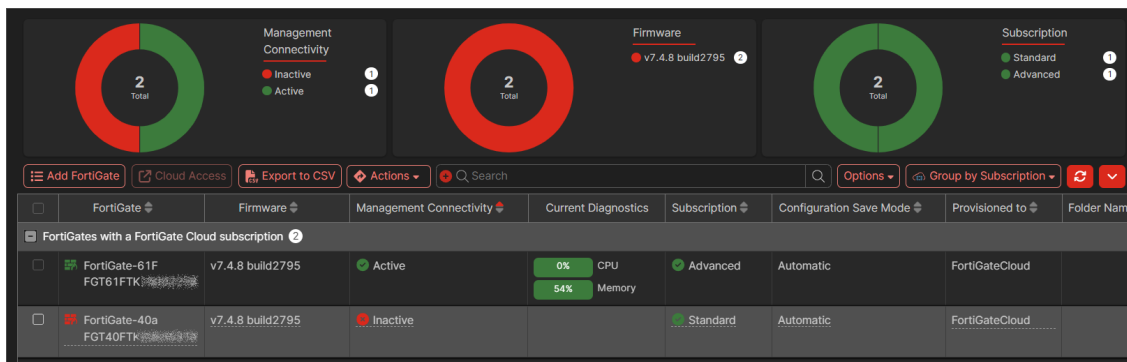 Management
Connectivity
Inactive 1
Active 1
2
Total
Firmware
v7.4.8 build2795 2
2
Total
Subscription
Standard 1
Advanced 1
2
Total
Add FortiGate Cloud Access Export to CSV Actions Search Options Group by Subscription
FortiGate Firmware Management Connectivity Current Diagnostics Subscription Configuration Save Mode Provisioned to Folder Nam
FortiGates with a FortiGate Cloud subscription 2
FortiGate-61F v7.4.8 build2795 Active 0% CPU Advanced Automatic FortiGateCloud
FGT61FTK 54% Memory
FortiGate-40a v7.4.8 build2795 Inactive Standard Automatic FortiGateCloud
FGT40FTK